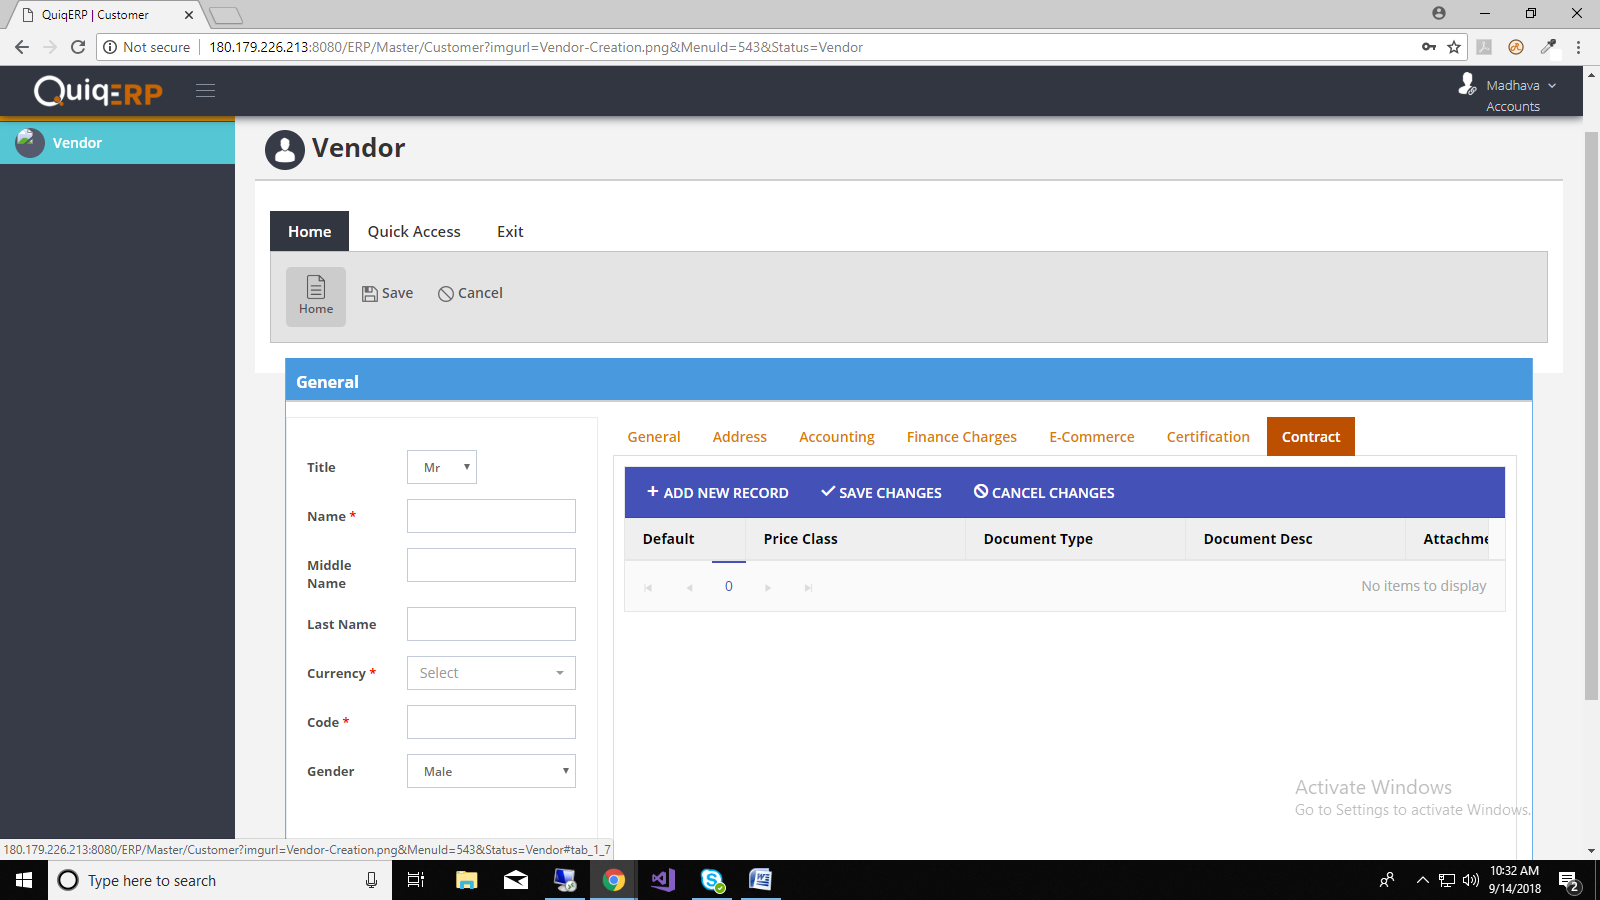 QuiqERP | Customer
Not secure
180.179.226.213:8080/ERP/Master/Customer?imgurl=Vendor-Creation.png&MenuId=543&Status=Vendor
QuiqERP
Madhava
Accounts
Vendor
Vendor
Home
Quick Access
Exit
Home
Save
Cancel
General
Title
Mr
Name *
Middle
Name
Last Name
Currency *
Select
Code *
Gender
Male
General
Address
Accounting
Finance Charges
E-Commerce
Certification
Contract
+ ADD NEW RECORD
SAVE CHANGES
CANCEL CHANGES
Default
Price Class
Document Type
Document Desc
Attachme
0
No items to display
Activate Windows
Go to Settings to activate Windows.
180.179.226.213:8080/ERP/Master/Customer?imgurl=Vendor-Creation.png&MenuId=543&Status=Vendor#tab_1_7
Type here to search
10:32 AM
9/14/2018
2